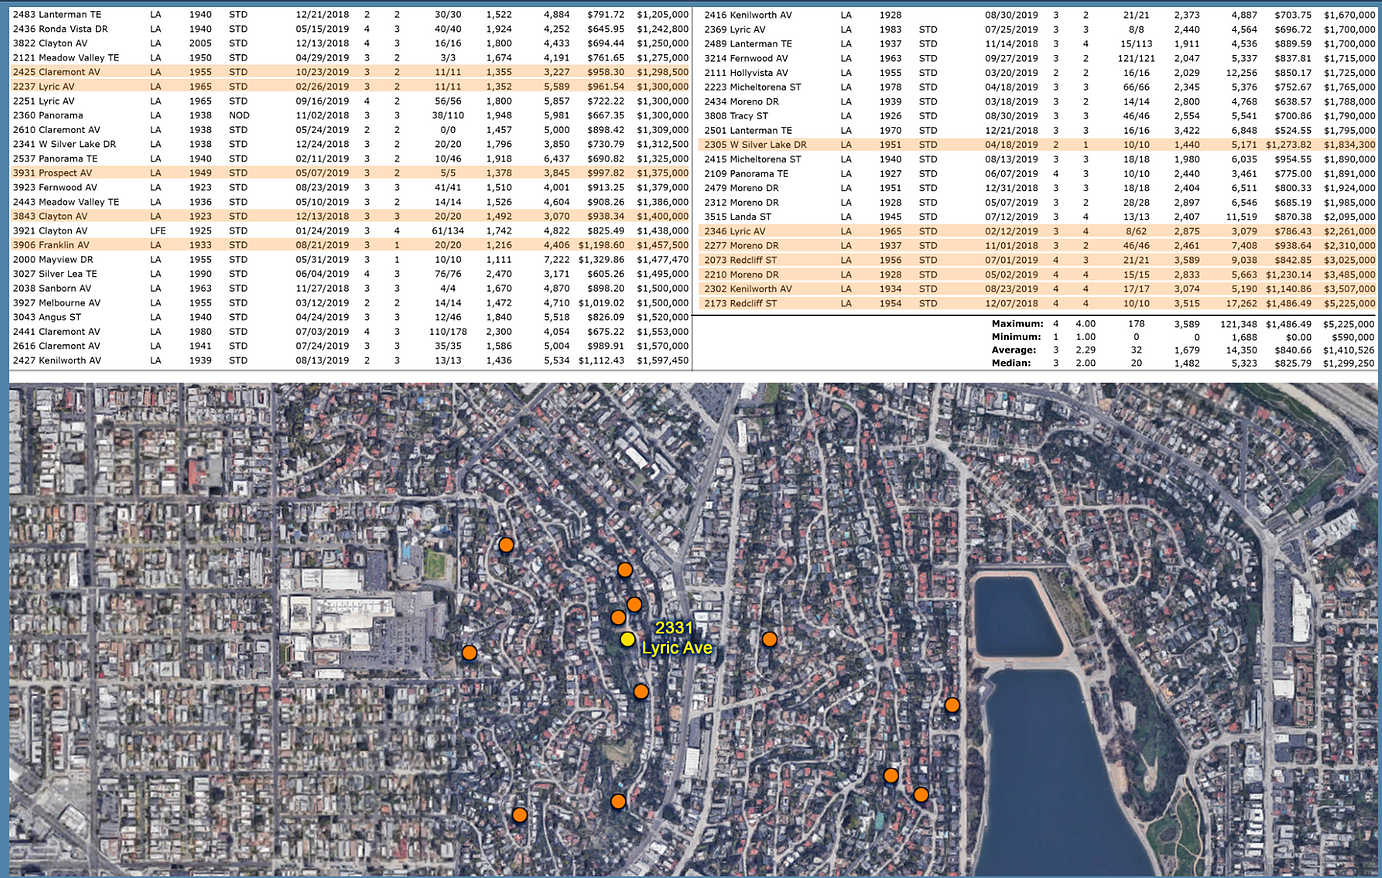 2483 Lanterman TE LA 1940 STD 12/21/2018 2 2 30/30 1,522 4,884 $791.72 $1,205,000
2436 Ronda Vista DR LA 1940 STD 05/15/2019 4 3 40/40 1,924 4,252 $645.95 $1,242,800
3822 Clayton AV LA 2005 STD 12/13/2018 4 3 16/16 1,800 4,433 $694.44 $1,250,000
2121 Meadow Valley TE LA 1950 STD 04/29/2019 3 2 3/3 1,674 4,191 $761.65 $1,275,000
2425 Claremont AV LA 1955 STD 10/23/2019 3 2 11/11 1,355 3,227 $958.30 $1,298,500
2237 Lyric AV LA 1965 STD 02/26/2019 3 2 11/11 1,352 5,589 $961.54 $1,300,000
2251 Lyric AV LA 1965 STD 09/16/2019 4 2 56/56 1,800 5,857 $722.22 $1,300,000
2360 Panorama LA 1938 NOD 11/02/2018 3 3 38/110 1,948 5,981 $667.35 $1,300,000
2610 Claremont AV LA 1938 STD 05/24/2019 2 2 0/0 1,457 5,000 $898.42 $1,309,000
2341 W Silver Lake DR LA 1938 STD 12/24/2018 3 2 20/20 1,796 3,850 $730.79 $1,312,500
2537 Panorama TE LA 1940 STD 02/11/2019 3 2 10/46 1,918 6,437 $690.82 $1,325,000
3931 Prospect AV LA 1949 STD 05/07/2019 3 2 5/5 1,378 3,845 $997.82 $1,375,000
3923 Fernwood AV LA 1923 STD 08/23/2019 3 3 41/41 1,510 4,001 $913.25 $1,379,000
2443 Meadow Valley TE LA 1936 STD 05/10/2019 3 2 14/14 1,526 4,604 $908.26 $1,386,000
3843 Clayton AV LA 1923 STD 12/13/2018 3 3 20/20 1,492 3,070 $938.34 $1,400,000
3921 Clayton AV LFE 1925 STD 01/24/2019 3 4 61/134 1,742 4,822 $825.49 $1,438,000
3906 Franklin AV LA 1933 STD 08/21/2019 3 1 20/20 1,216 4,406 $1,198.60 $1,457,500
2000 Mayview DR LA 1955 STD 05/31/2019 3 1 10/10 1,111 7,222 $1,329.86 $1,477,470
3027 Silver Lea TE LA 1990 STD 06/04/2019 4 3 76/76 2,470 3,171 $605.26 $1,495,000
2038 Sanborn AV LA 1963 STD 11/27/2018 3 3 4/4 1,670 4,870 $898.20 $1,500,000
3927 Melbourne AV LA 1955 STD 03/12/2019 2 2 14/14 1,472 4,710 $1,019.02 $1,500,000
3043 Angus ST LA 1940 STD 04/24/2019 3 3 12/46 1,840 5,518 $826.09 $1,520,000
2441 Claremont AV LA 1980 STD 07/03/2019 4 3 110/178 2,300 4,054 $675.22 $1,553,000
2616 Claremont AV LA 1941 STD 07/24/2019 3 3 35/35 1,586 5,004 $989.91 $1,570,000
2427 Kenilworth AV LA 1939 STD 08/13/2019 2 3 13/13 1,436 5,534 $1,112.43 $1,597,450
2416 Kenilworth AV LA 1928 08/30/2019 3 2 21/21 2,373 4,887 $703.75 $1,670,000
2369 Lyric AV LA 1983 STD 07/25/2019 3 3 8/8 2,440 4,564 $696.72 $1,700,000
2489 Lanterman TE LA 1937 STD 11/14/2018 3 4 15/113 1,911 4,536 $889.59 $1,700,000
3214 Fernwood AV LA 1963 STD 09/27/2019 4 2 121/121 2,047 5,337 $837.81 $1,715,000
2111 Hollyvista AV LA 1955 STD 03/20/2019 2 2 16/16 2,029 12,256 $850.17 $1,725,000
2223 Micheltorena ST LA 1978 STD 04/18/2019 3 3 66/66 2,345 5,376 $752.67 $1,765,000
2434 Moreno DR LA 1939 STD 03/18/2019 3 2 14/14 2,800 4,768 $638.57 $1,788,000
3808 Tracy ST LA 1926 STD 08/30/2019 3 3 46/46 2,554 5,541 $700.86 $1,790,000
2501 Lanterman TE LA 1970 STD 12/21/2018 3 3 16/16 3,422 6,848 $524.55 $1,795,000
2305 W Silver Lake DR LA 1951 STD 04/18/2019 2 1 10/10 1,440 5,171 $1,273.82 $1,834,300
2415 Micheltorena ST LA 1940 STD 08/13/2019 3 3 18/18 1,980 6,035 $954.55 $1,890,000
2109 Panorama TE LA 1927 STD 06/07/2019 4 3 10/10 2,440 3,461 $775.00 $1,891,000
2479 Moreno DR LA 1951 STD 12/31/2018 3 3 18/18 2,404 6,511 $800.33 $1,924,000
2312 Moreno DR LA 1928 STD 05/07/2019 3 2 28/28 2,897 6,546 $685.19 $1,985,000
3515 Landa ST LA 1945 STD 07/12/2019 3 4 13/13 2,407 11,519 $870.38 $2,095,000
2346 Lyric AV LA 1965 STD 02/12/2019 3 4 8/62 2,875 3,079 $786.43 $2,261,000
2277 Moreno DR LA 1937 STD 11/01/2018 3 2 46/46 2,461 7,408 $938.64 $2,310,000
2073 Redcliff ST LA 1956 STD 07/01/2019 4 3 21/21 3,589 9,038 $842.85 $3,025,000
2210 Moreno DR LA 1928 STD 05/02/2019 4 4 15/15 2,833 5,663 $1,230.14 $3,485,000
2302 Kenilworth AV LA 1934 STD 08/23/2019 4 4 17/17 3,074 5,190 $1,140.86 $3,507,000
2173 Redcliff ST LA 1954 STD 12/07/2018 4 4 10/10 3,515 17,262 $1,486.49 $5,225,000
Maximum: 4 4.00 178 3,589 121,348 $1,486.49 $5,225,000
Minimum: 1 1.00 0 0 1,688 $0.00 $590,000
Average: 3 2.29 32 1,679 14,350 $840.66 $1,410,526
Median: 3 2.00 20 1,482 5,323 $825.79 $1,299,250
2331
Lyric Ave